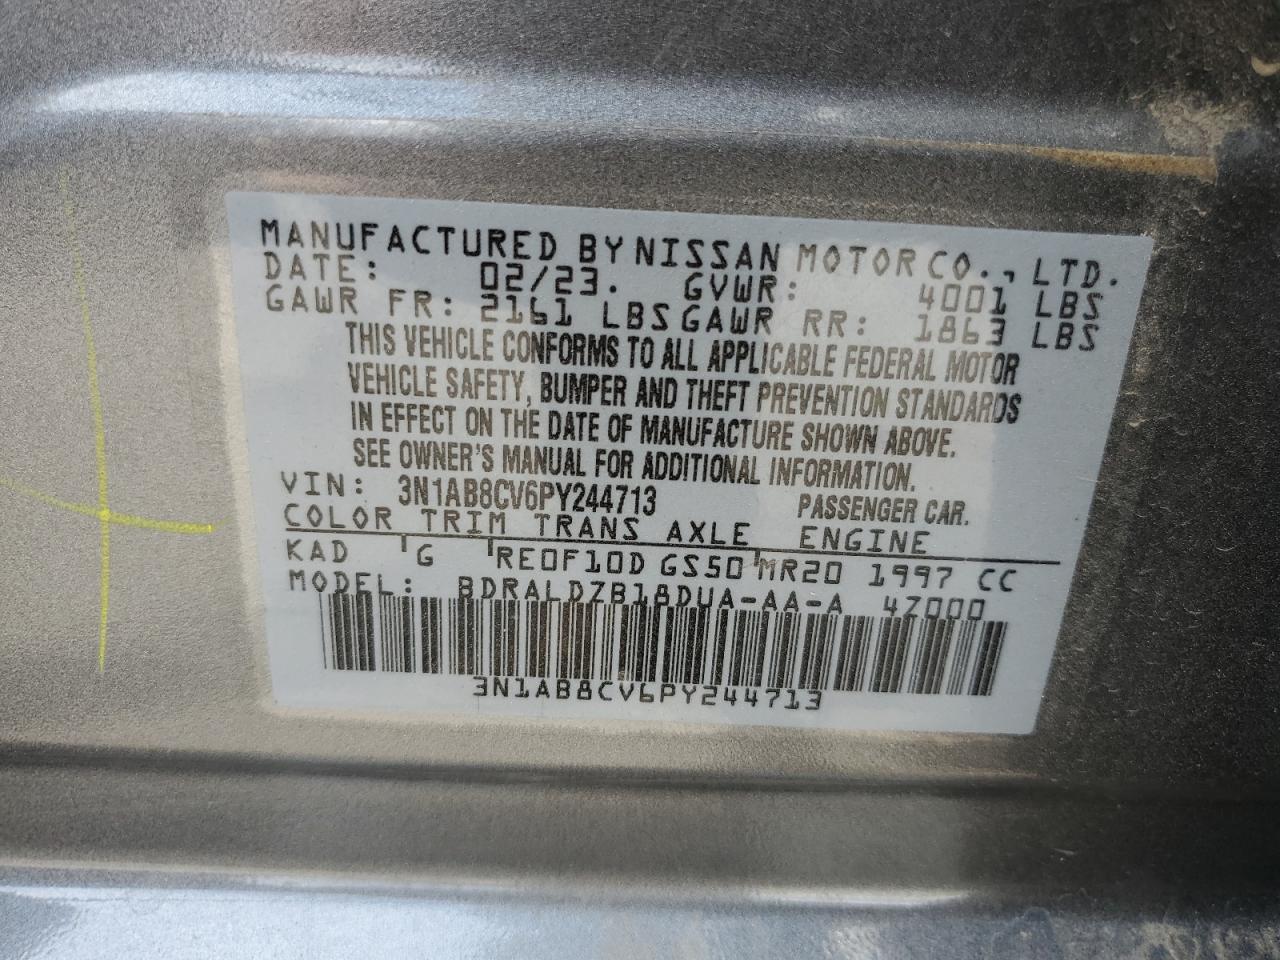 MANUFACTURED BY NISSAN MOTOR CO., LTD.
DATE: 02/23. GVWR: 4001 LBS
GAWR FR: 2161 LBS GAWR RR: 1863 LBS
THIS VEHICLE CONFORMS TO ALL APPLICABLE FEDERAL MOTOR
VEHICLE SAFETY, BUMPER AND THEFT PREVENTION STANDARDS
IN EFFECT ON THE DATE OF MANUFACTURE SHOWN ABOVE.
SEE OWNER'S MANUAL FOR ADDITIONAL INFORMATION.
VIN: 3N1AB8CV6PY244713 PASSENGER CAR.
COLOR TRIM TRANS AXLE ENGINE
KAD G RE0F10D GS50 MR20 1997 CC
MODEL: BDRALDZB18DUA-AA-A 4Z000
3N1AB8CV6PY244713